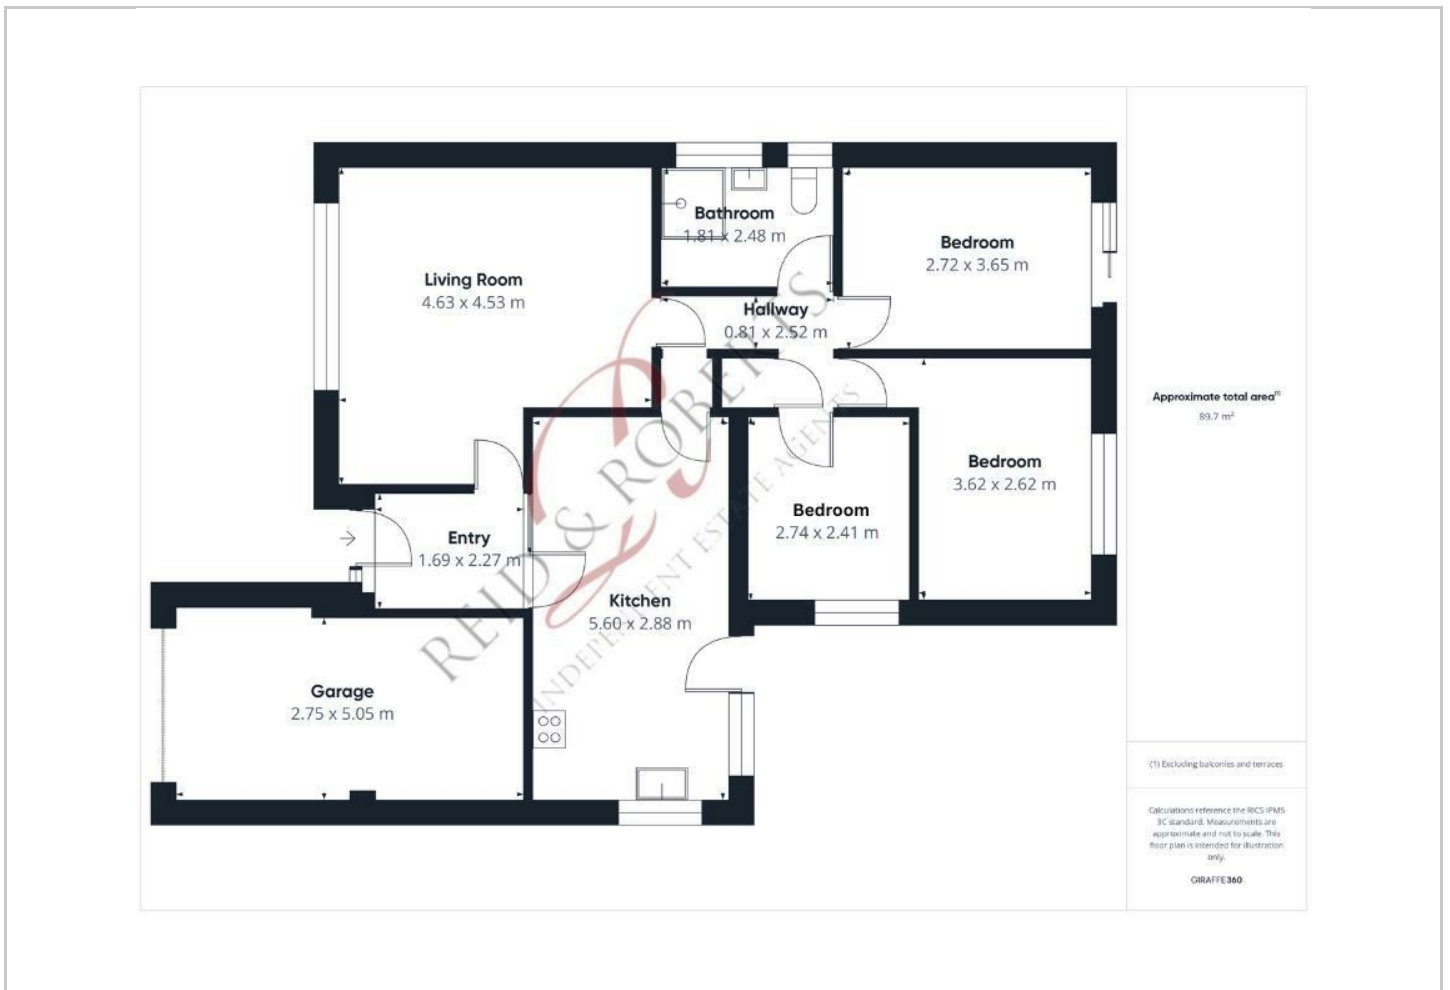 Living Room
4.63 x 4.53 m
Bathroom
1.81 x 2.48 m
Bedroom
2.72 x 3.65 m
Hallway
0.81 x 2.52 m
Bedroom
3.62 x 2.62 m
Bedroom
2.74 x 2.41 m
Entry
1.69 x 2.27 m
Kitchen
5.60 x 2.88 m
Garage
2.75 x 5.05 m
REID & ROBERTS
INDEPENDENT ESTATE AGENTS
Approximate total area⁽¹⁾
89.7 m²
(1) Excluding balconies and terraces
Calculations reference the RICS IPMS
3C standard. Measurements are
approximate and not to scale. This
floor plan is intended for illustration
only.
GIRAFFE360